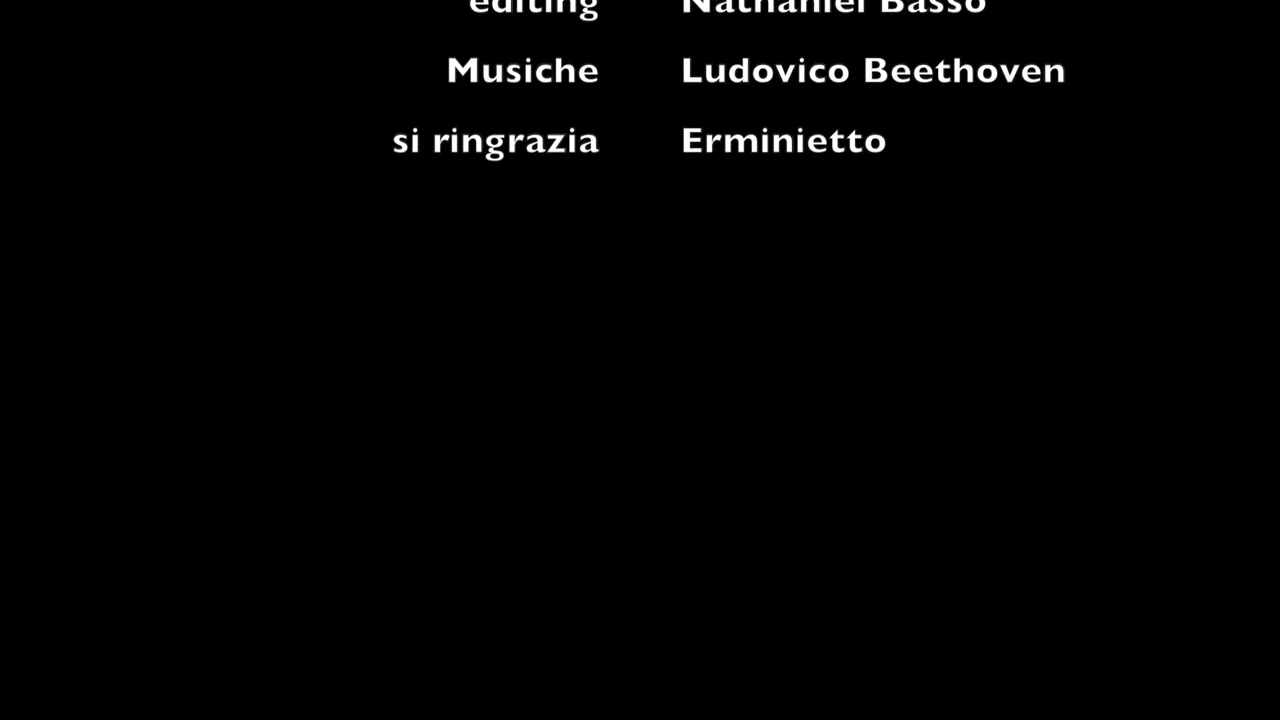 editing Nathaniel Basso
Musiche Ludovico Beethoven
si ringrazia Erminietto